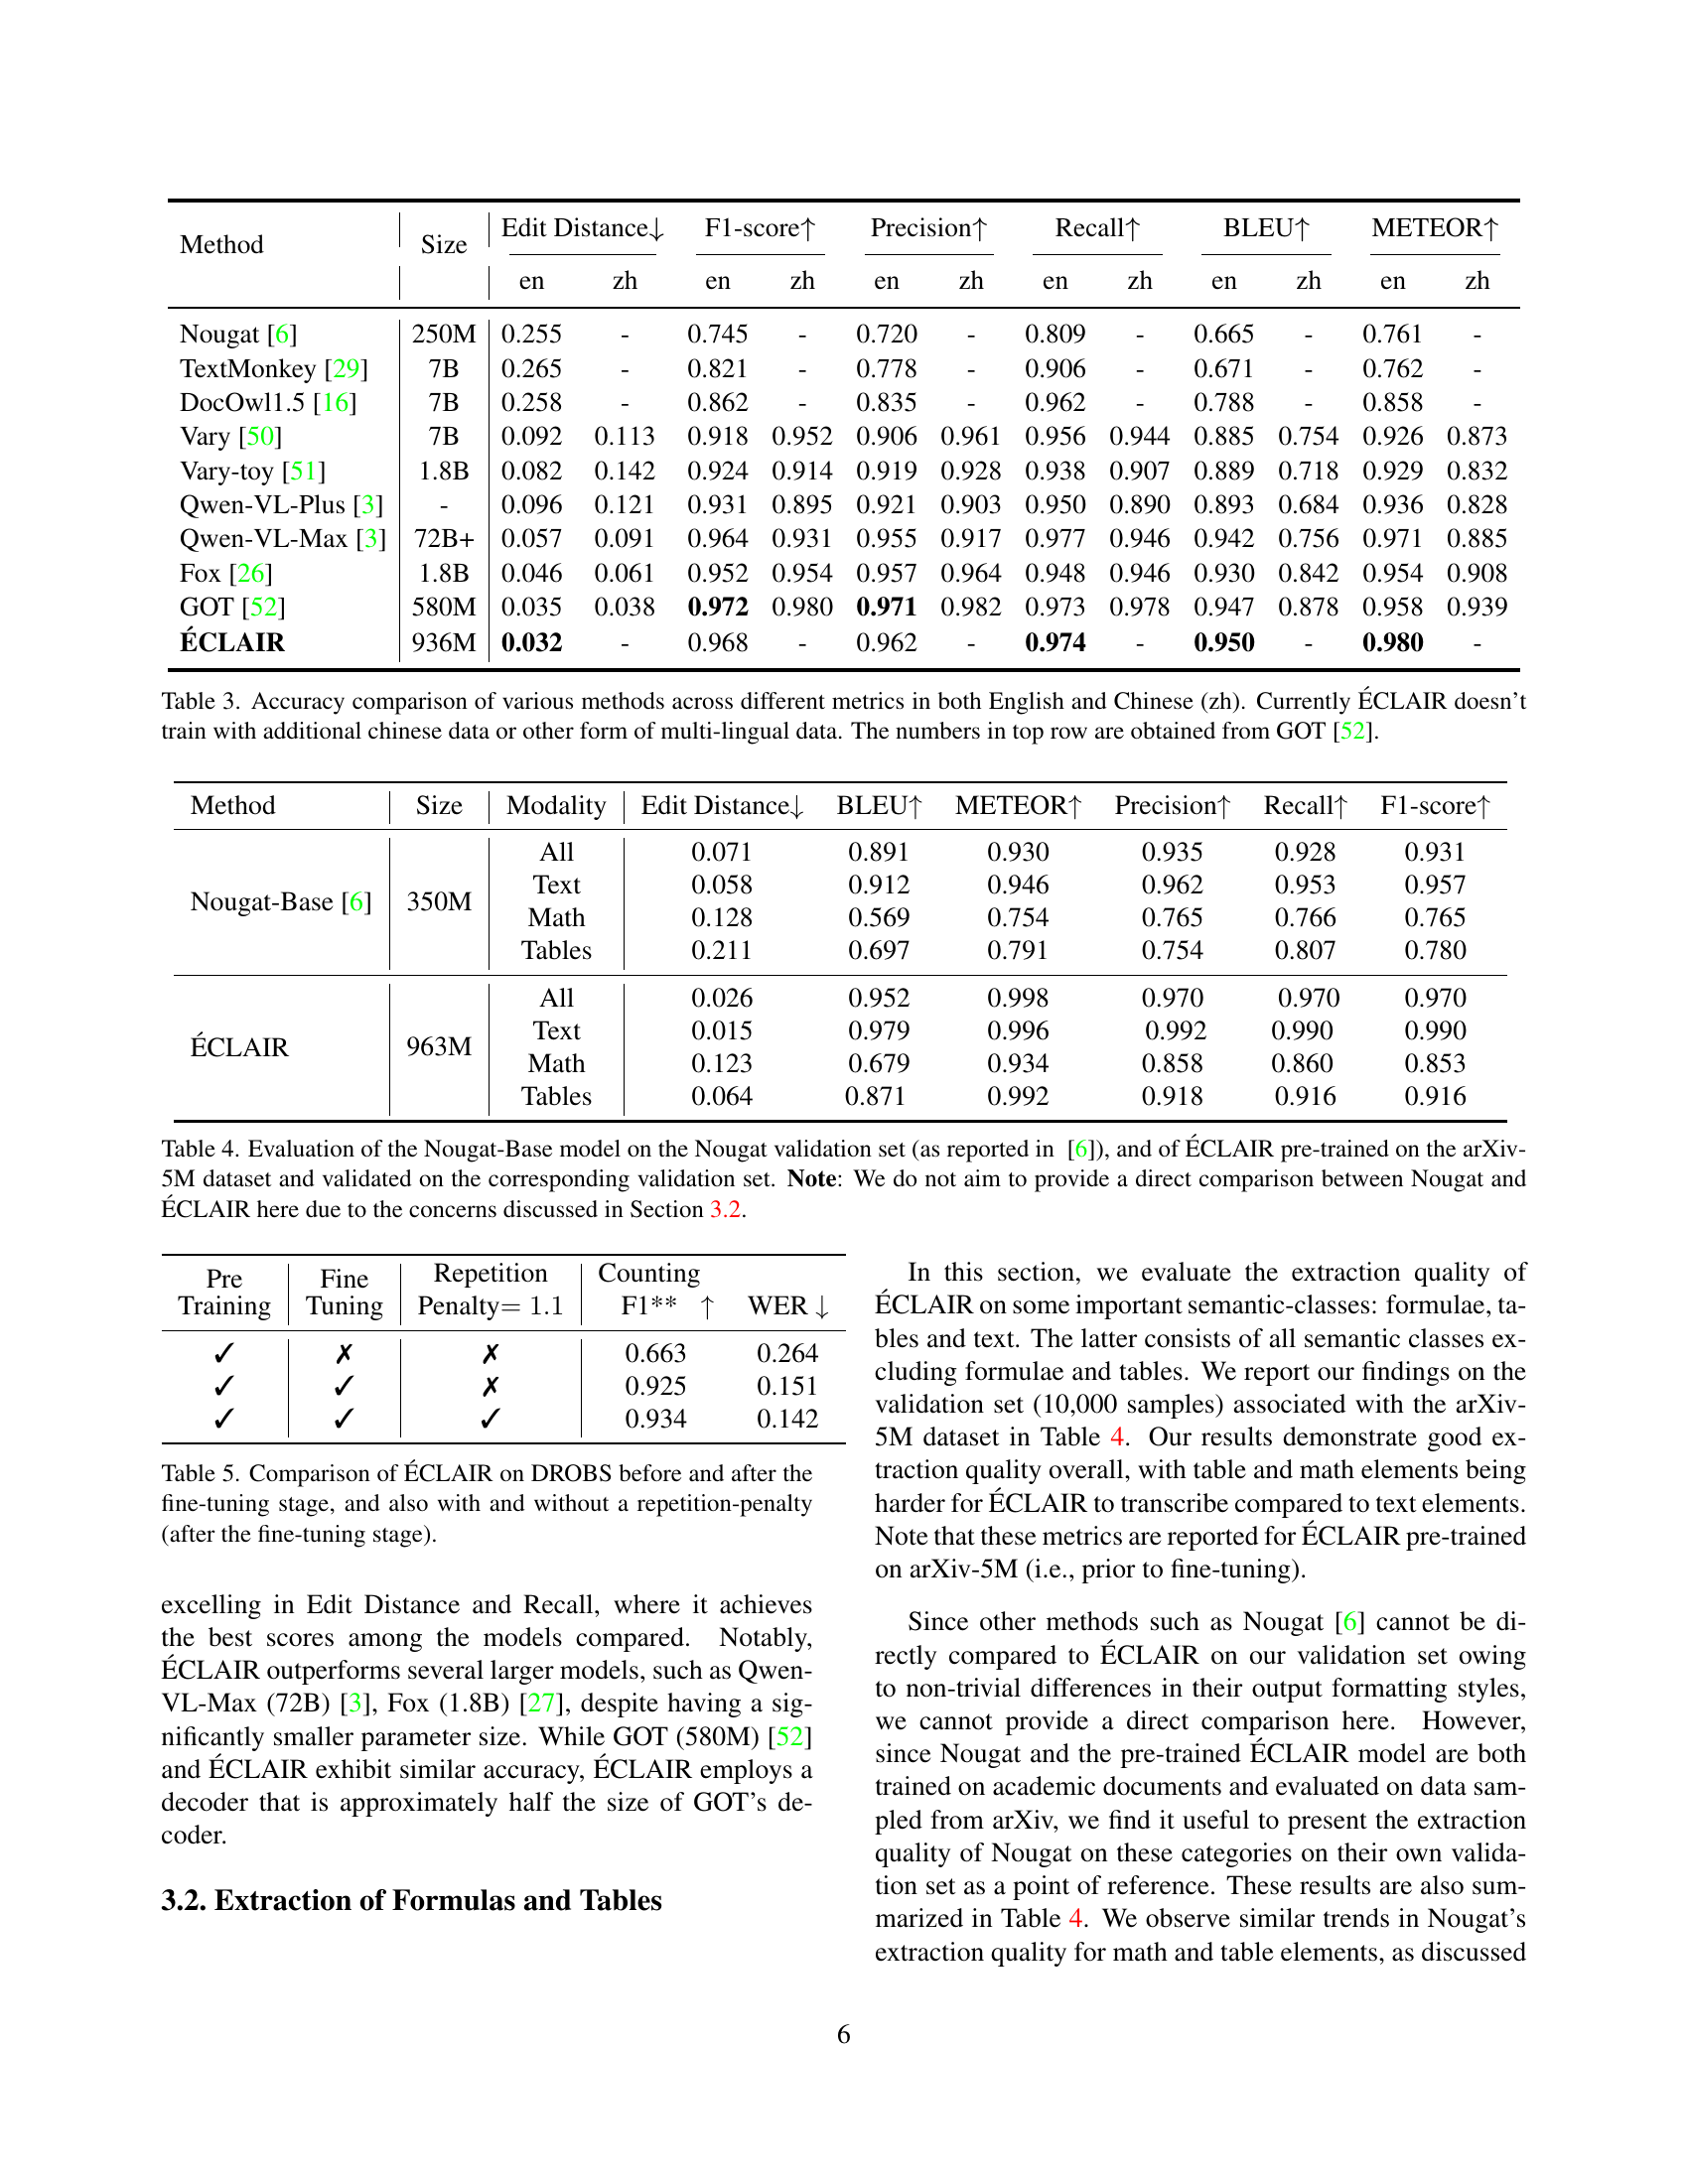 Method Size Edit Distance↓ F1-score↑ Precision↑ Recall↑ BLEU↑ METEOR↑
en zh en zh en zh en zh en zh en zh
Nougat [6] 250M 0.255 - 0.745 - 0.720 - 0.809 - 0.665 - 0.761 -
TextMonkey [29] 7B 0.265 - 0.821 - 0.778 - 0.906 - 0.671 - 0.762 -
DocOwl1.5 [16] 7B 0.258 - 0.862 - 0.835 - 0.962 - 0.788 - 0.858 -
Vary [50] 7B 0.092 0.113 0.918 0.952 0.906 0.961 0.956 0.944 0.885 0.754 0.926 0.873
Vary-toy [51] 1.8B 0.082 0.142 0.924 0.914 0.919 0.928 0.938 0.907 0.889 0.718 0.929 0.832
Qwen-VL-Plus [3] - 0.096 0.121 0.931 0.895 0.921 0.903 0.950 0.890 0.893 0.684 0.936 0.828
Qwen-VL-Max [3] 72B+ 0.057 0.091 0.964 0.931 0.955 0.917 0.977 0.946 0.942 0.756 0.971 0.885
Fox [26] 1.8B 0.046 0.061 0.952 0.954 0.957 0.964 0.948 0.946 0.930 0.842 0.954 0.908
GOT [52] 580M 0.035 0.038 0.972 0.980 0.971 0.982 0.973 0.978 0.947 0.878 0.958 0.939
ÉCLAIR 936M 0.032 - 0.968 - 0.962 - 0.974 - 0.950 - 0.980 -
Table 3. Accuracy comparison of various methods across different metrics in both English and Chinese (zh). Currently ÉCLAIR doesn't
train with additional chinese data or other form of multi-lingual data. The numbers in top row are obtained from GOT [52].
Method Size Modality Edit Distance↓ BLEU↑ METEOR↑ Precision↑ Recall↑ F1-score↑
All 0.071 0.891 0.930 0.935 0.928 0.931
Text 0.058 0.912 0.946 0.962 0.953 0.957
Nougat-Base [6] 350M
Math 0.128 0.569 0.754 0.765 0.766 0.765
Tables 0.211 0.697 0.791 0.754 0.807 0.780
All 0.026 0.952 0.998 0.970 0.970 0.970
Text 0.015 0.979 0.996 0.992 0.990 0.990
ÉCLAIR 963M
Math 0.123 0.679 0.934 0.858 0.860 0.853
Tables 0.064 0.871 0.992 0.918 0.916 0.916
Table 4. Evaluation of the Nougat-Base model on the Nougat validation set (as reported in [6]), and of ÉCLAIR pre-trained on the arXiv-
5M dataset and validated on the corresponding validation set. Note: We do not aim to provide a direct comparison between Nougat and
ÉCLAIR here due to the concerns discussed in Section 3.2.
Pre Fine Repetition Counting
Training Tuning Penalty= 1.1 F1** ↑ WER ↓
✓ ✗ ✗ 0.663 0.264
✓ ✓ ✗ 0.925 0.151
✓ ✓ ✓ 0.934 0.142
Table 5. Comparison of ÉCLAIR on DROBS before and after the
fine-tuning stage, and also with and without a repetition-penalty
(after the fine-tuning stage).
excelling in Edit Distance and Recall, where it achieves
the best scores among the models compared. Notably,
ÉCLAIR outperforms several larger models, such as Qwen-
VL-Max (72B) [3], Fox (1.8B) [27], despite having a sig-
nificantly smaller parameter size. While GOT (580M) [52]
and ÉCLAIR exhibit similar accuracy, ÉCLAIR employs a
decoder that is approximately half the size of GOT's de-
coder.
3.2. Extraction of Formulas and Tables
In this section, we evaluate the extraction quality of
ÉCLAIR on some important semantic-classes: formulae, ta-
bles and text. The latter consists of all semantic classes ex-
cluding formulae and tables. We report our findings on the
validation set (10,000 samples) associated with the arXiv-
5M dataset in Table 4. Our results demonstrate good ex-
traction quality overall, with table and math elements being
harder for ÉCLAIR to transcribe compared to text elements.
Note that these metrics are reported for ÉCLAIR pre-trained
on arXiv-5M (i.e., prior to fine-tuning).
Since other methods such as Nougat [6] cannot be di-
rectly compared to ÉCLAIR on our validation set owing
to non-trivial differences in their output formatting styles,
we cannot provide a direct comparison here. However,
since Nougat and the pre-trained ÉCLAIR model are both
trained on academic documents and evaluated on data sam-
pled from arXiv, we find it useful to present the extraction
quality of Nougat on these categories on their own valida-
tion set as a point of reference. These results are also sum-
marized in Table 4. We observe similar trends in Nougat's
extraction quality for math and table elements, as discussed
6